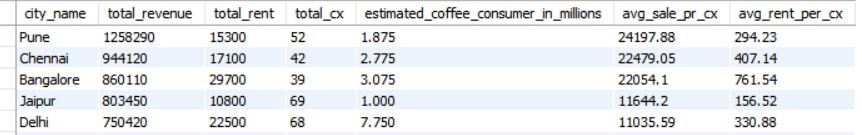 city_name total_revenue total_rent total_cx estimated_coffee_consumer_in_millions avg_sale_pr_cx avg_rent_per_cx
Pune 1258290 15300 52 1.875 24197.88 294.23
Chennai 944120 17100 42 2.775 22479.05 407.14
Bangalore 860110 29700 39 3.075 22054.1 761.54
Jaipur 803450 10800 69 1.000 11644.2 156.52
Delhi 750420 22500 68 7.750 11035.59 330.88